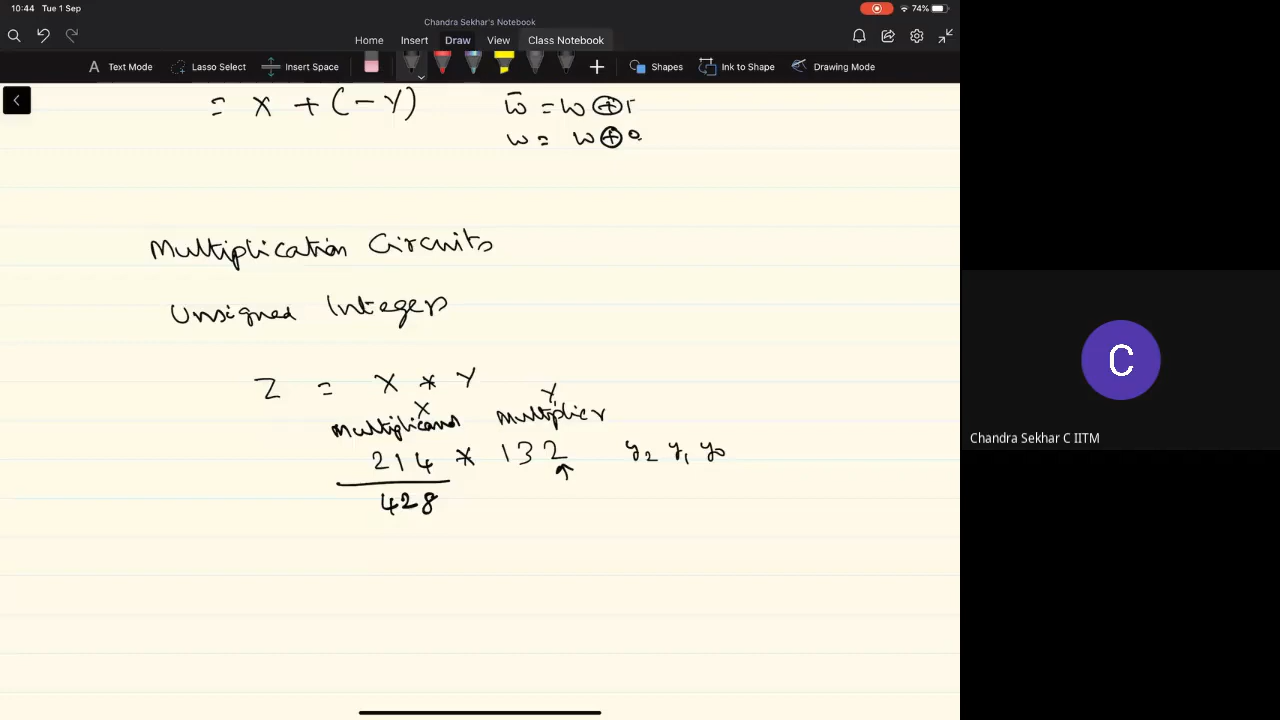 10:44 Tue 1 Sep
74%
Chandra Sekhar's Notebook
Home Insert Draw View Class Notebook
Text Mode Lasso Select Insert Space Shapes Ink to Shape Drawing Mode
= X + (-Y)
w̄ = w ⊕ 1
w = w ⊕ 0
Multiplication Circuits
Unsigned Integers
Z = X * Y
X Y
multiplicand multiplier
214 * 132 y₂ y₁ y₀
↑
428
C
Chandra Sekhar C IITM